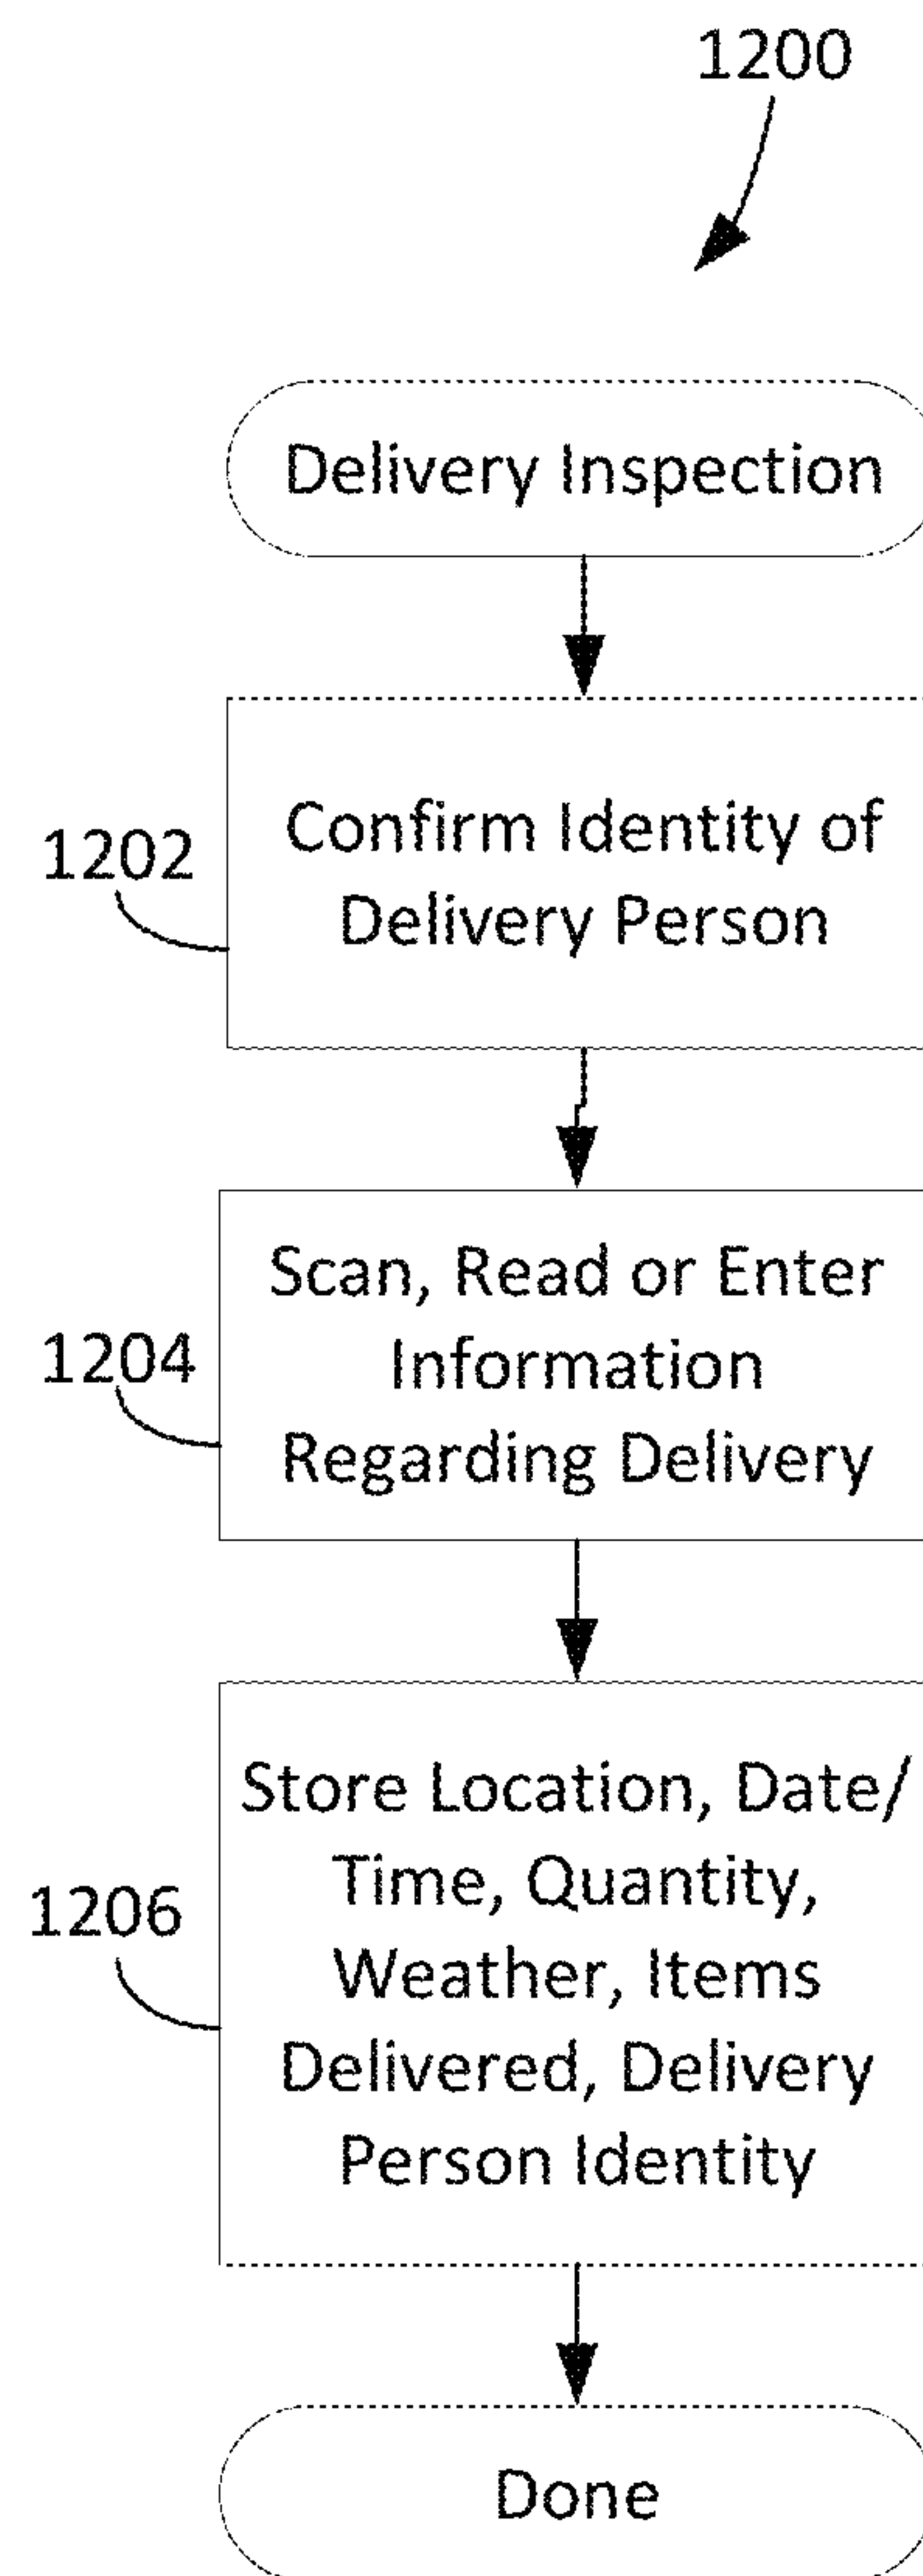 1200
Delivery Inspection
1202
Confirm Identity of
Delivery Person
1204
Scan, Read or Enter
Information
Regarding Delivery
1206
Store Location, Date/
Time, Quantity,
Weather, Items
Delivered, Delivery
Person Identity
Done